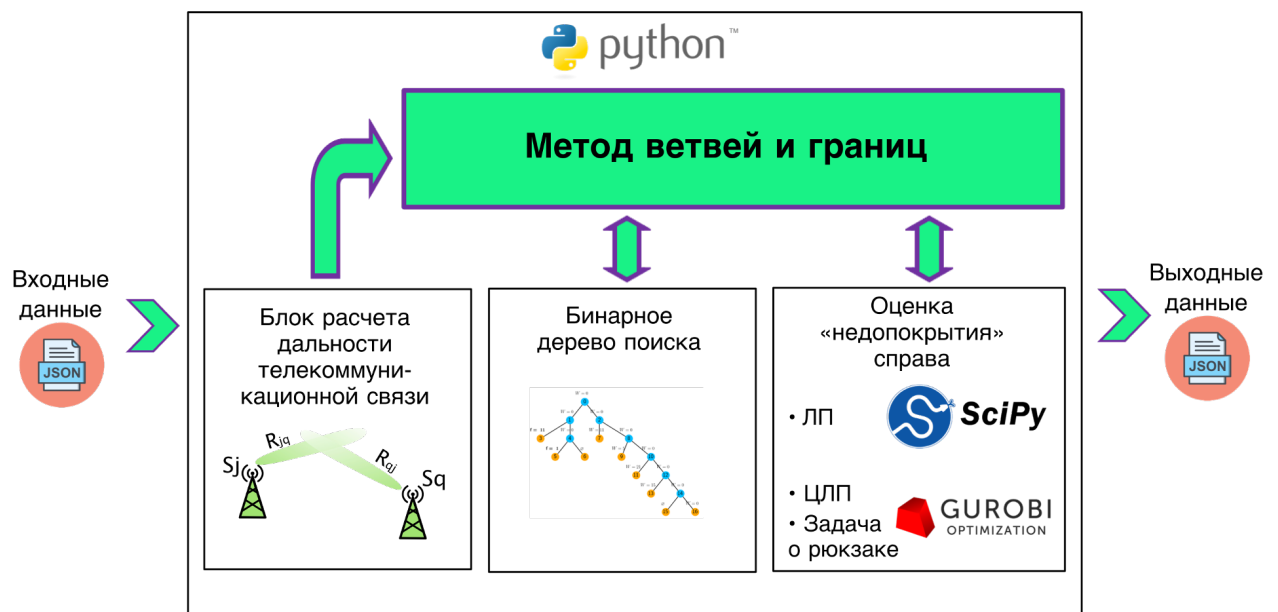 python™
Метод ветвей и границ
Входные
данные
JSON
Блок расчета
дальности
телекоммуни-
кационной связи
Rjq
Rqj
Sj
Sq
Бинарное
дерево поиска
Оценка
«недопокрытия»
справа
• ЛП
SciPy
• ЦЛП
• Задача
о рюкзаке
GUROBI
OPTIMIZATION
Выходные
данные
JSON